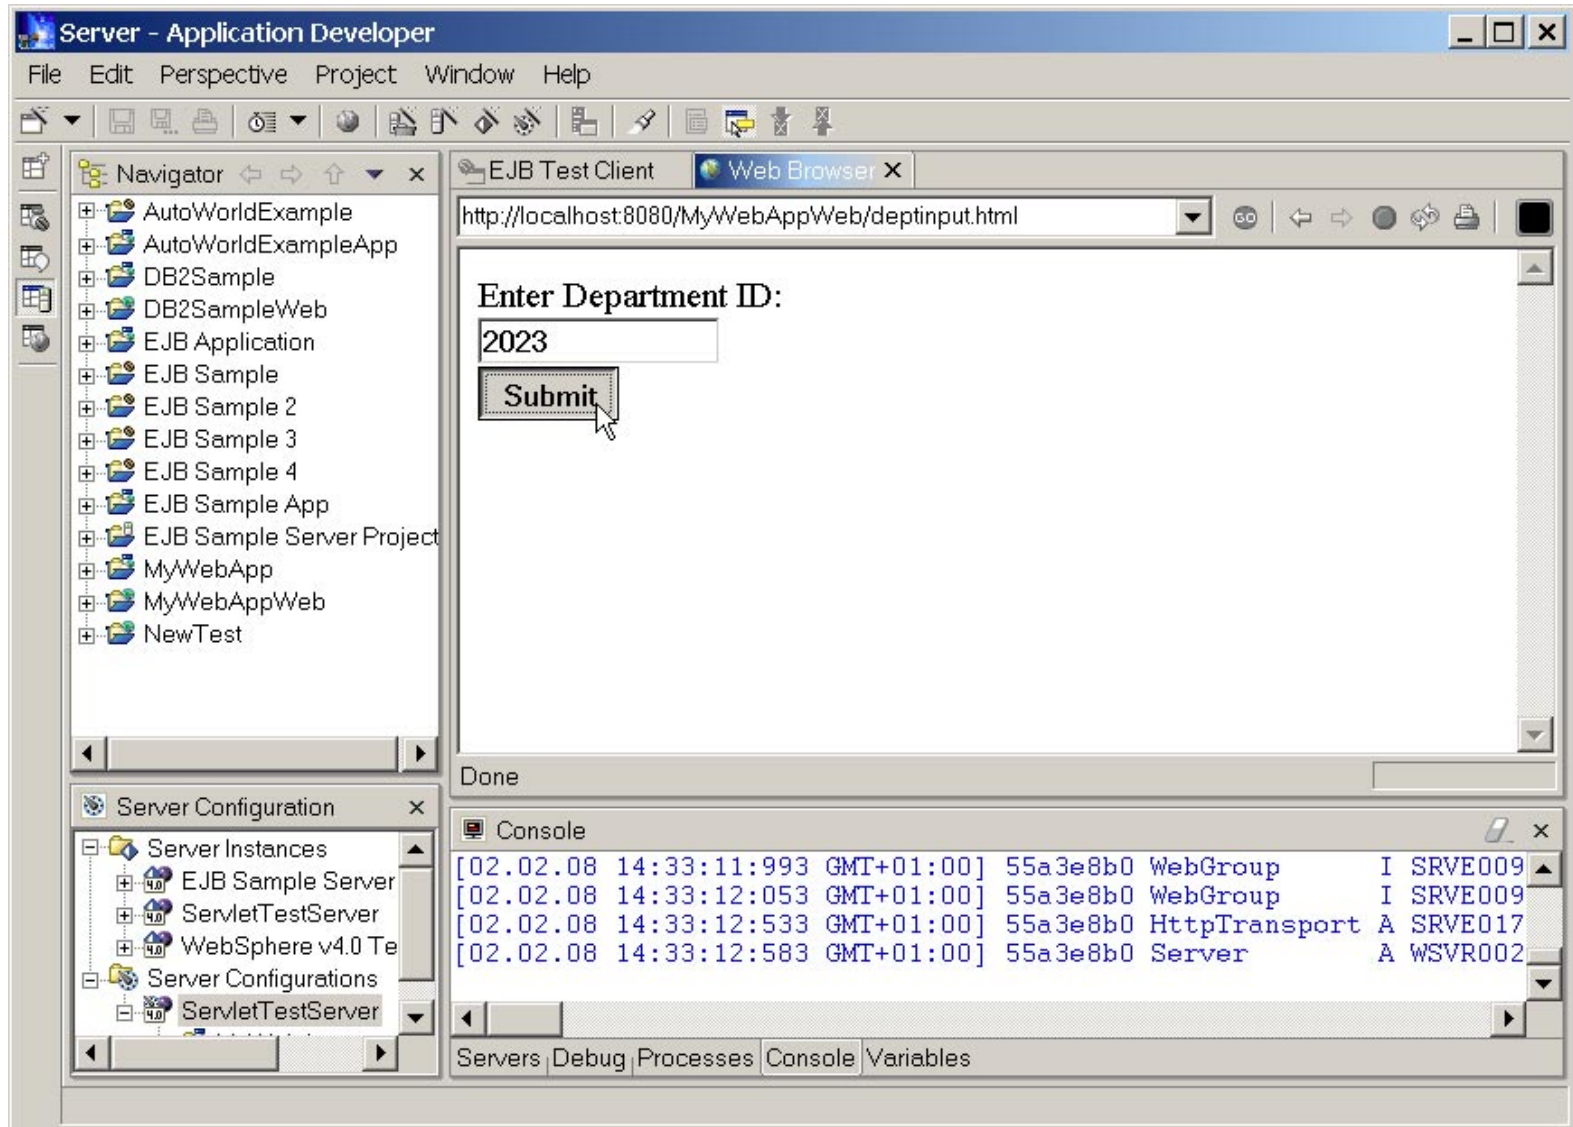 Server - Application Developer
File Edit Perspective Project Window Help
Navigator
AutoWorldExample
AutoWorldExampleApp
DB2Sample
DB2SampleWeb
EJB Application
EJB Sample
EJB Sample 2
EJB Sample 3
EJB Sample 4
EJB Sample App
EJB Sample Server Project
MyWebApp
MyWebAppWeb
NewTest
Server Configuration
Server Instances
EJB Sample Server
ServletTestServer
WebSphere v4.0 Te
Server Configurations
ServletTestServer
EJB Test Client Web Browser
http://localhost:8080/MyWebAppWeb/deptinput.html
Enter Department ID:
2023
Submit
Done
Console
[02.02.08 14:33:11:993 GMT+01:00] 55a3e8b0 WebGroup I SRVE009
[02.02.08 14:33:12:053 GMT+01:00] 55a3e8b0 WebGroup I SRVE009
[02.02.08 14:33:12:533 GMT+01:00] 55a3e8b0 HttpTransport A SRVE017
[02.02.08 14:33:12:583 GMT+01:00] 55a3e8b0 Server A WSVR002
Servers Debug Processes Console Variables